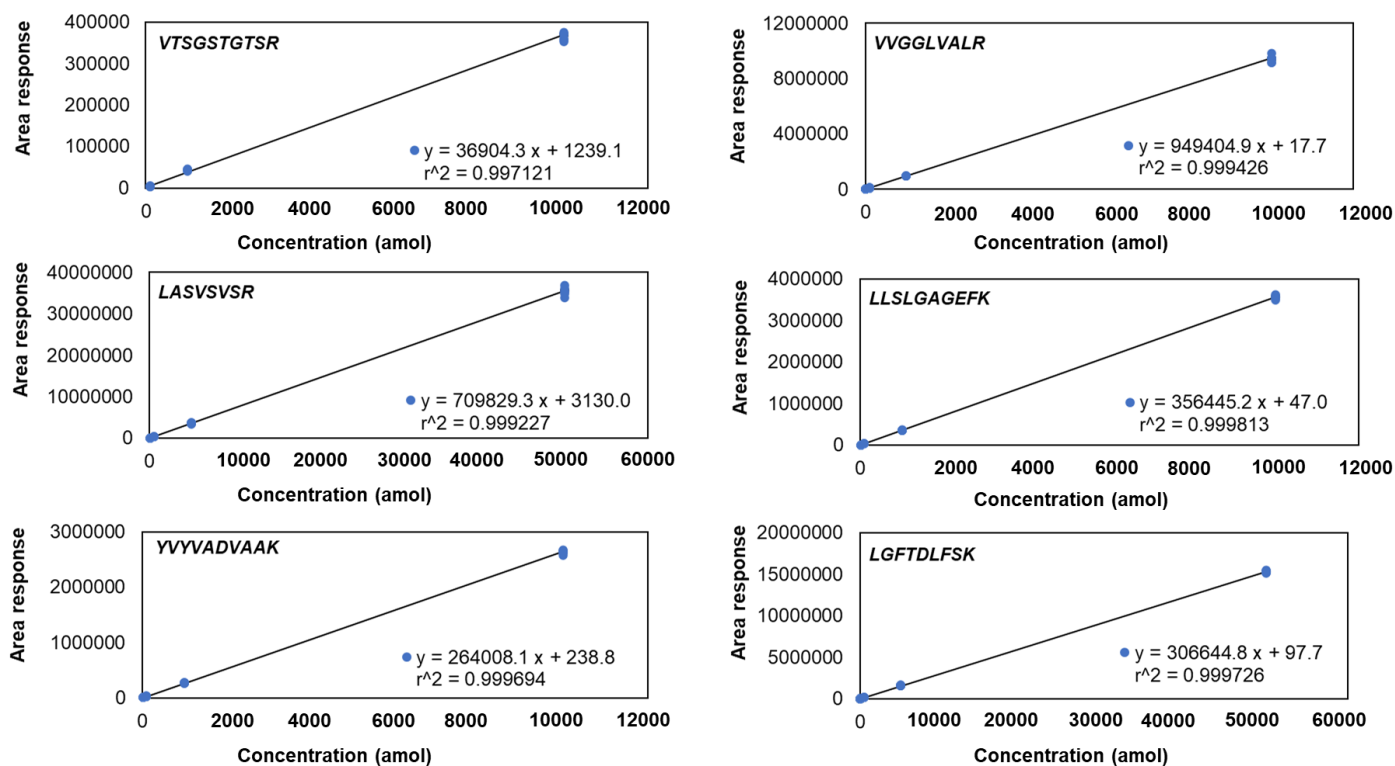 VTSGSTGTSR
Area response
400000
300000
200000
100000
0
y = 36904.3 x + 1239.1
r^2 = 0.997121
0 2000 4000 6000 8000 10000 12000
Concentration (amol)
VVGGLVALR
Area response
12000000
8000000
4000000
0
y = 949404.9 x + 17.7
r^2 = 0.999426
0 2000 4000 6000 8000 10000 12000
Concentration (amol)
LASVSVSR
Area response
40000000
30000000
20000000
10000000
0
y = 709829.3 x + 3130.0
r^2 = 0.999227
0 10000 20000 30000 40000 50000 60000
Concentration (amol)
LLSLGAGEFK
Area response
4000000
3000000
2000000
1000000
0
y = 356445.2 x + 47.0
r^2 = 0.999813
0 2000 4000 6000 8000 10000 12000
Concentration (amol)
YVYVADVAAK
Area response
3000000
2000000
1000000
0
y = 264008.1 x + 238.8
r^2 = 0.999694
0 2000 4000 6000 8000 10000 12000
Concentration (amol)
LGFTDLFSK
Area response
20000000
15000000
10000000
5000000
0
y = 306644.8 x + 97.7
r^2 = 0.999726
0 10000 20000 30000 40000 50000 60000
Concentration (amol)